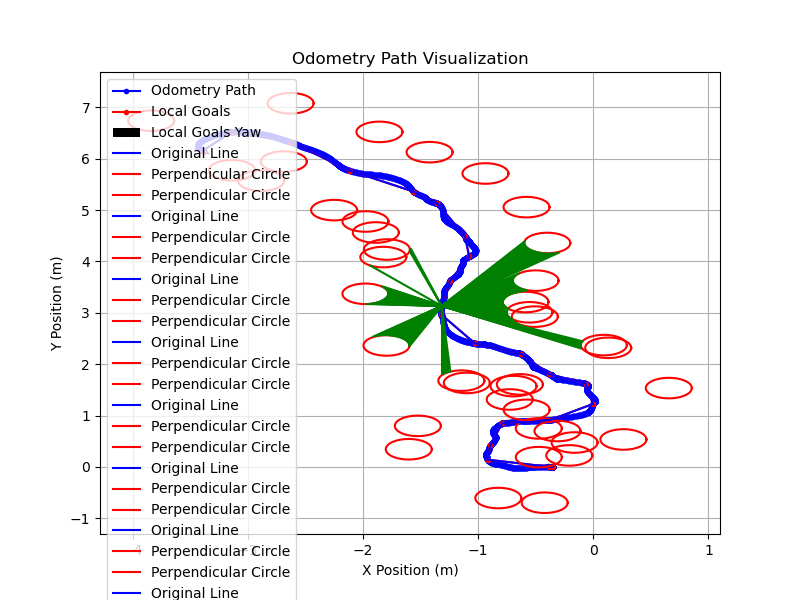 Odometry Path Visualization
Y Position (m)
7
6
5
4
3
2
1
0
−1
Odometry Path
Local Goals
Local Goals Yaw
Original Line
Perpendicular Circle
Perpendicular Circle
Original Line
Perpendicular Circle
Perpendicular Circle
Original Line
Perpendicular Circle
Perpendicular Circle
Original Line
Perpendicular Circle
Perpendicular Circle
Original Line
Perpendicular Circle
Perpendicular Circle
Original Line
Perpendicular Circle
Perpendicular Circle
Original Line
Perpendicular Circle
Perpendicular Circle
Original Line
−2
−1
0
1
X Position (m)